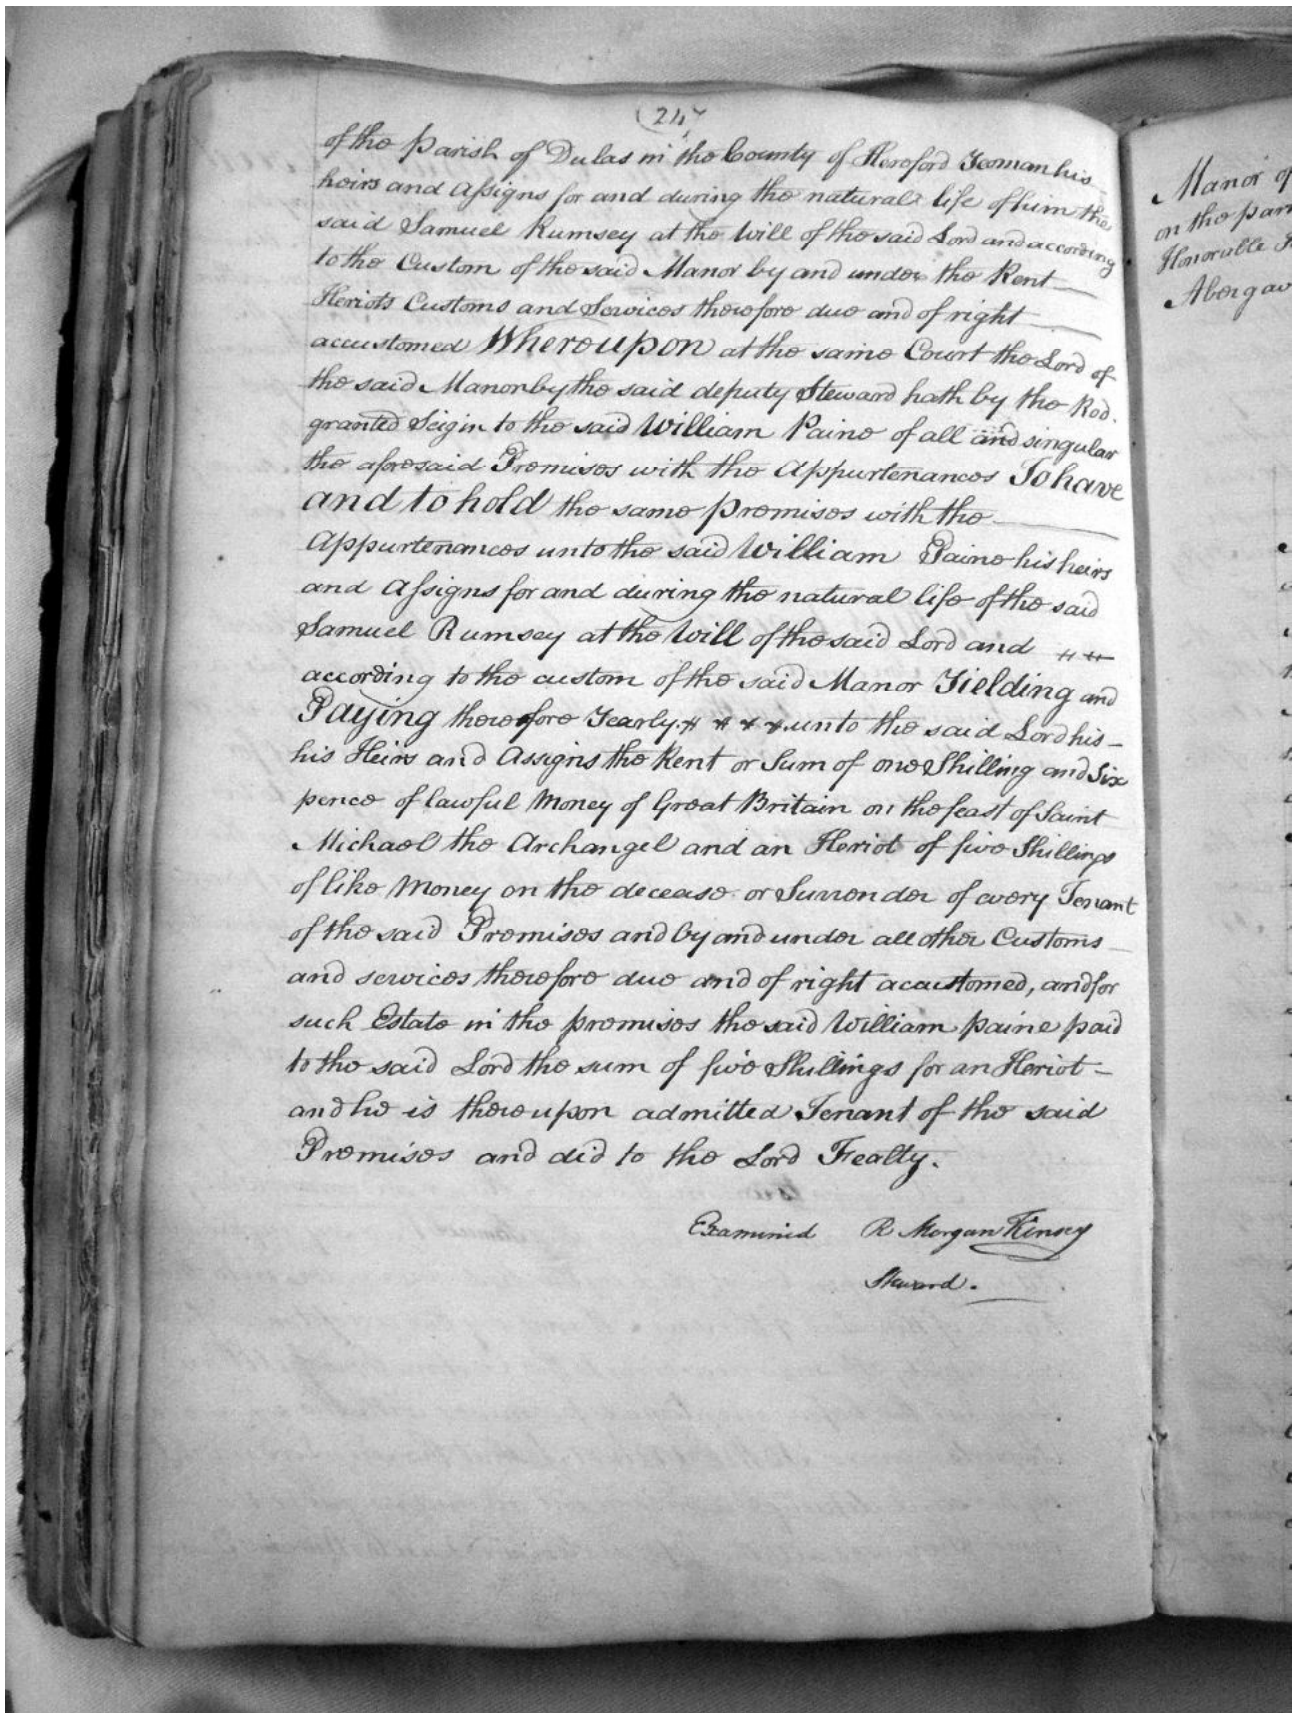 (247
of the Parish of Dulas in the County of Hereford Yeoman his
heirs and Assigns for and during the natural life of him the
said Samuel Rumsey at the Will of the said Lord and according
to the Custom of the said Manor by and under the Rent
Heriots Customs and Services therefore due and of right
accustomed Whereupon at the same Court the Lord of
the said Manor by the said deputy Steward hath by the Rod
granted Seizin to the said William Paine of all and singular
the aforesaid Premises with the Appurtenances To have
and to hold the same premises with the
Appurtenances unto the said William Paine his heirs
and Assigns for and during the natural life of the said
Samuel Rumsey at the Will of the said Lord and
according to the custom of the said Manor Yielding and
Paying therefore Yearly unto the said Lord his
his Heirs and Assigns the Rent or Sum of one Shilling and Six
pence of lawful Money of Great Britain on the feast of Saint
Michael the Archangel and an Heriot of five Shillings
of like Money on the decease or Surrender of every Tenant
of the said Premises and by and under all other Customs
and services therefore due and of right accustomed, and for
such Estate in the premises the said William paine paid
to the said Lord the sum of five Shillings for an Heriot
and he is thereupon admitted Tenant of the said
Premises and did to the Lord Fealty.
Examined R Morgan Kinsey
Steward.
Manor of
on the par
Honorable
Abergav